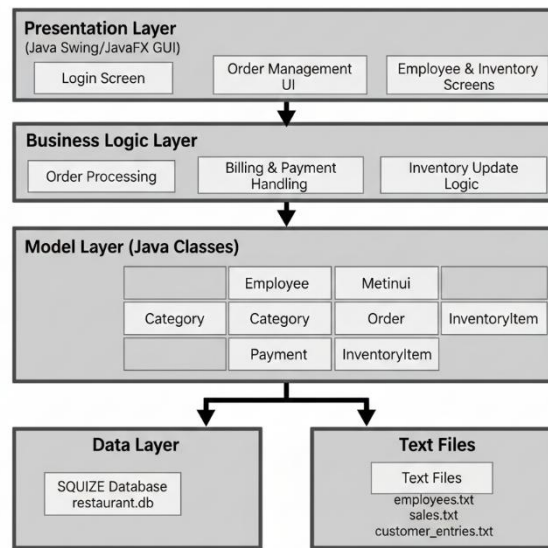 Presentation Layer
(Java Swing/JavaFX GUI)
Login Screen
Order Management
UI
Employee & Inventory
Screens
Business Logic Layer
Order Processing
Billing & Payment
Handling
Inventory Update
Logic
Model Layer (Java Classes)
Employee
Metinui
Category
Category
Order
InventoryItem
Payment
InventoryItem
Data Layer
SQUIZE Database
restaurant.db
Text Files
Text Files
employees.txt
sales.txt
customer_entries.txt